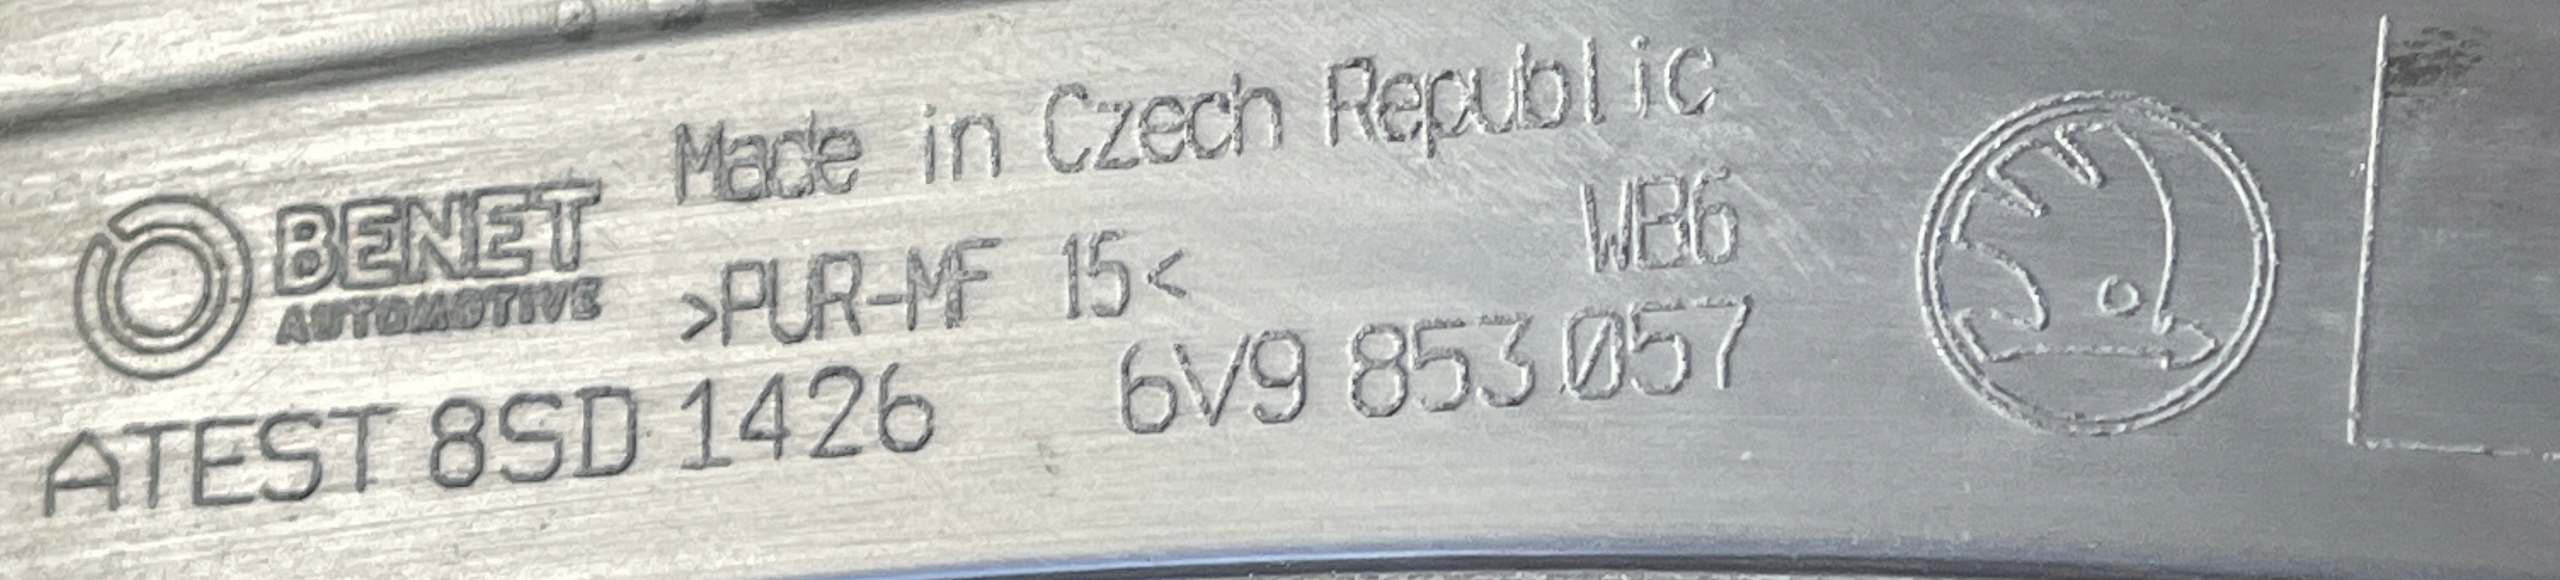 Made in Czech Republic
BENET
AUTOMOTIVE
>PUR-MF 15<
WB6
ATEST 8SD 1426
6V9 853 057